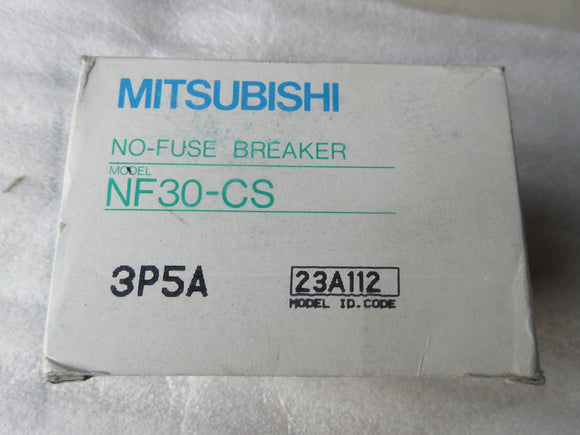 MITSUBISHI
NO-FUSE BREAKER
MODEL
NF30-CS
3P5A 23A112
MODEL ID.CODE